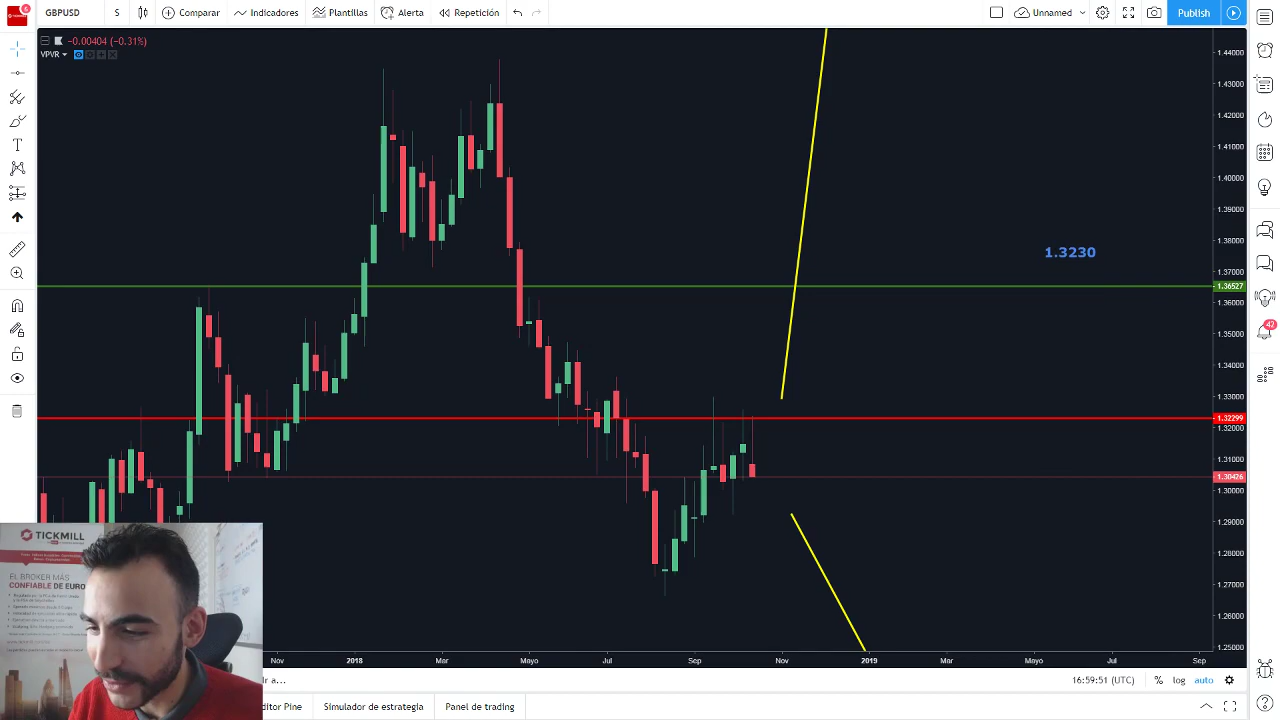 6
GBPUSD
S
Comparar
Indicadores
Plantillas
Alerta
Repetición
Unnamed
Publish
−0.00404 (−0.31%)
VPVR
1.44000
1.43000
1.42000
1.41000
1.40000
1.39000
1.38000
1.3230
1.37000
1.36527
1.36000
1.35000
1.34000
1.33000
1.32299
1.32000
1.31000
1.30426
1.30000
1.29000
1.28000
1.27000
1.26000
1.25000
42
TICKMILL
EL BROKER MÁS
CONFIABLE DE EURO
Nov
2018
Mar
Mayo
Jul
Sep
Nov
2019
Mar
Mayo
Jul
Sep
ir a...
16:59:51 (UTC)
%
log
auto
ditor Pine
Simulador de estrategia
Panel de trading